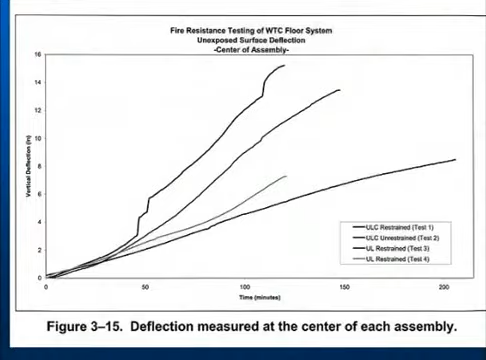 Fire Resistance Testing of WTC Floor System
Unexposed Surface Deflection
-Center of Assembly-
Vertical Deflection (in)
16
14
12
10
8
6
4
2
0
0 50 100 150 200
Time (minutes)
ULC Restrained (Test 1)
ULC Unrestrained (Test 2)
UL Restrained (Test 3)
UL Restrained (Test 4)
Figure 3–15. Deflection measured at the center of each assembly.